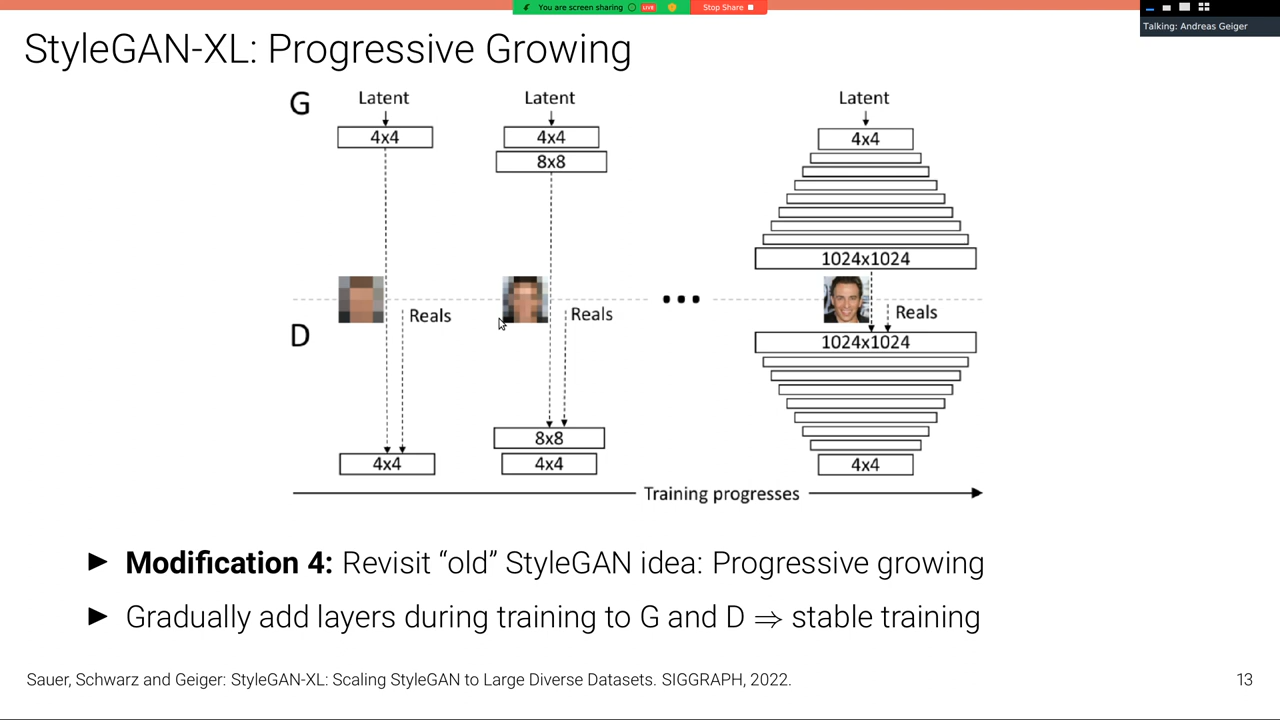 You are screen sharing
LIVE
Stop Share
Talking: Andreas Geiger
StyleGAN-XL: Progressive Growing
G
Latent
Latent
Latent
4x4
4x4
4x4
8x8
1024x1024
Reals
Reals
Reals
D
1024x1024
8x8
4x4
4x4
4x4
Training progresses
► Modification 4: Revisit “old” StyleGAN idea: Progressive growing
► Gradually add layers during training to G and D ⇒ stable training
Sauer, Schwarz and Geiger: StyleGAN-XL: Scaling StyleGAN to Large Diverse Datasets. SIGGRAPH, 2022.
13